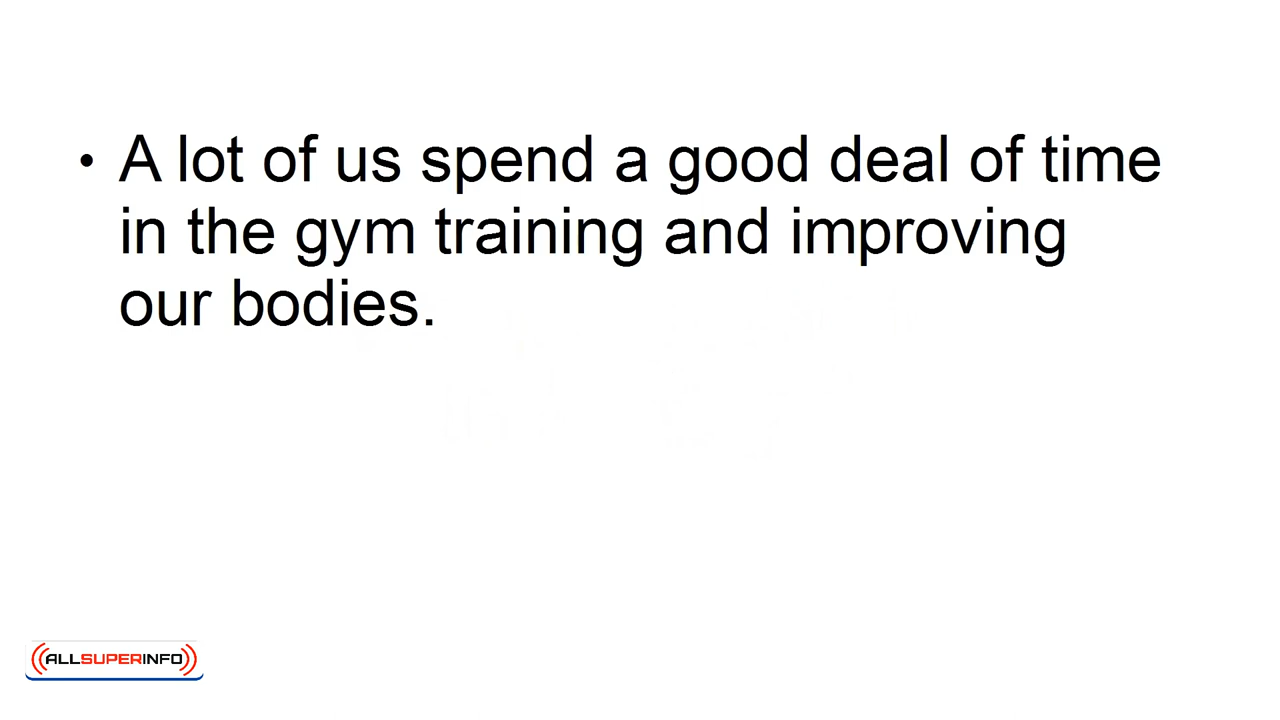 • A lot of us spend a good deal of time
in the gym training and improving
our bodies.
ALLSUPERINFO